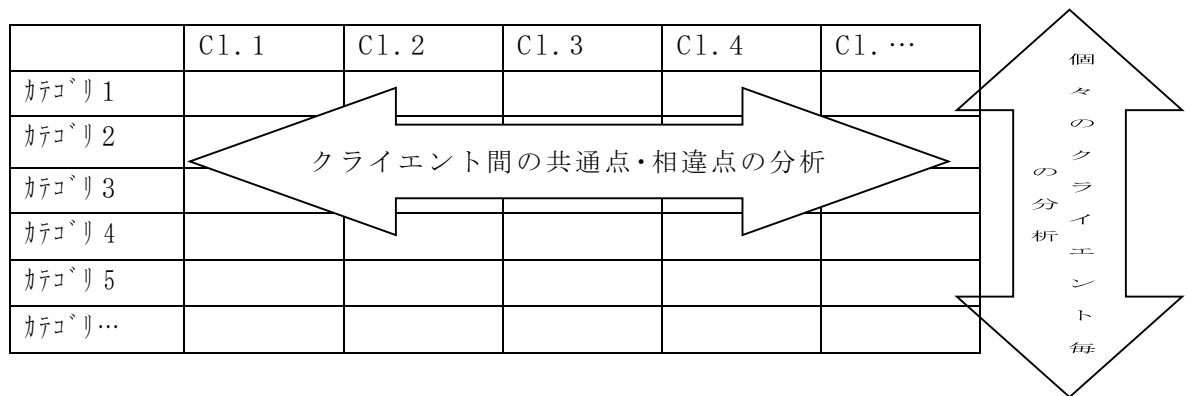 Cl.1 Cl.2 Cl.3 Cl.4 Cl.…
ｶﾃｺﾞﾘ1
ｶﾃｺﾞﾘ2
ｶﾃｺﾞﾘ3
ｶﾃｺﾞﾘ4
ｶﾃｺﾞﾘ5
ｶﾃｺﾞﾘ…
クライエント間の共通点・相違点の分析
個々のクライエント毎
の分析